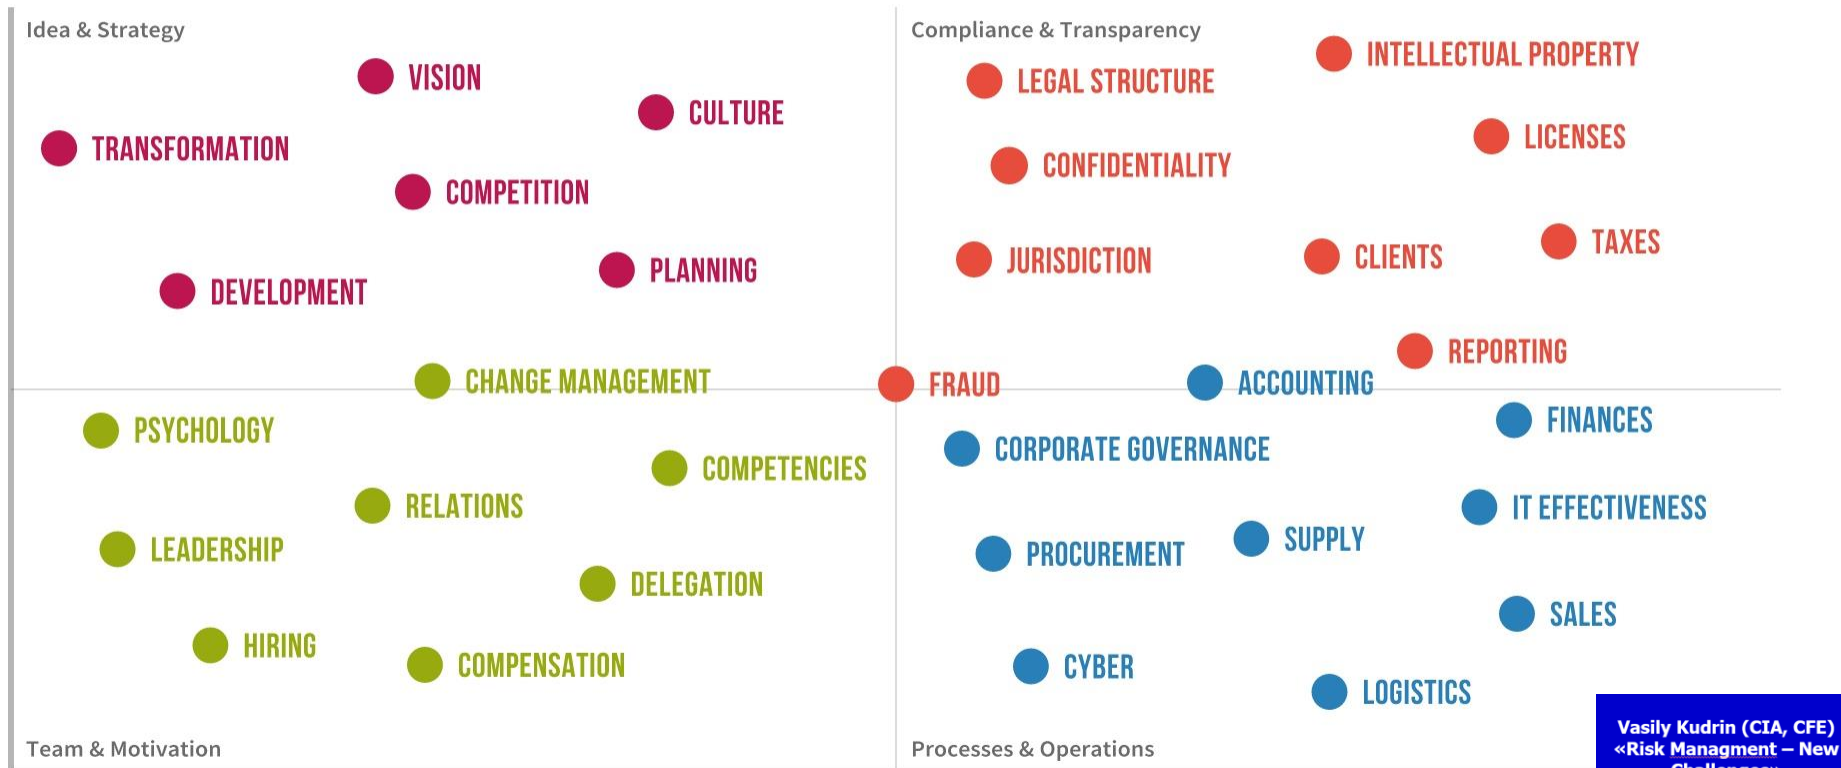 Idea & Strategy
VISION
CULTURE
TRANSFORMATION
COMPETITION
PLANNING
DEVELOPMENT
Compliance & Transparency
INTELLECTUAL PROPERTY
LEGAL STRUCTURE
LICENSES
CONFIDENTIALITY
TAXES
JURISDICTION
CLIENTS
REPORTING
FRAUD
CHANGE MANAGEMENT
PSYCHOLOGY
COMPETENCIES
RELATIONS
LEADERSHIP
DELEGATION
HIRING
COMPENSATION
Team & Motivation
ACCOUNTING
FINANCES
CORPORATE GOVERNANCE
IT EFFECTIVENESS
SUPPLY
PROCUREMENT
SALES
CYBER
LOGISTICS
Processes & Operations
Vasily Kudrin (CIA, CFE)
«Risk Managment – New
Challenges»